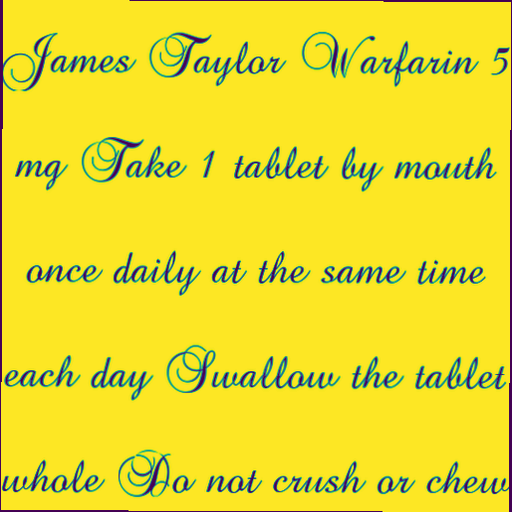 James Taylor Warfarin 5
mg Take 1 tablet by mouth
once daily at the same time
each day Swallow the tablet
whole Do not crush or chew